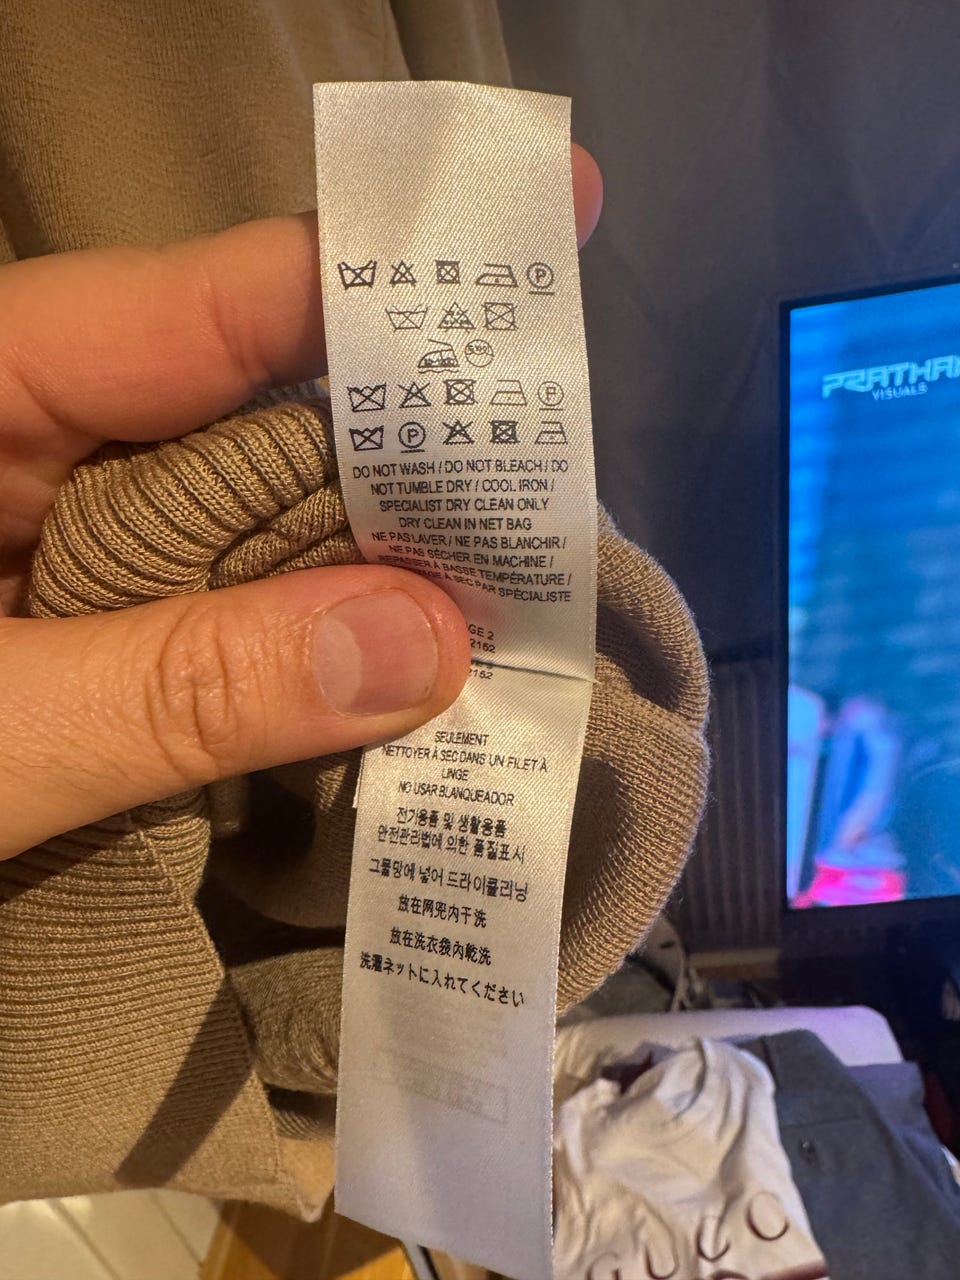 P
P
P
DO NOT WASH / DO NOT BLEACH / DO
NOT TUMBLE DRY / COOL IRON /
SPECIALIST DRY CLEAN ONLY
DRY CLEAN IN NET BAG
NE PAS LAVER / NE PAS BLANCHIR /
NE PAS SÉCHER EN MACHINE /
REPASSER À BASSE TEMPÉRATURE /
À SEC PAR SPÉCIALISTE
GE 2
2152
2152
SEULEMENT
NETTOYER À SEC DANS UN FILET À
LINGE
NO USAR BLANQUEADOR
전기용품 및 생활용품
안전관리법에 의한 품질표시
그물망에 넣어 드라이클리닝
放在网兜内干洗
放在洗衣袋內乾洗
洗濯ネットに入れてください
PRATHAM
VISUALS
GUCCI